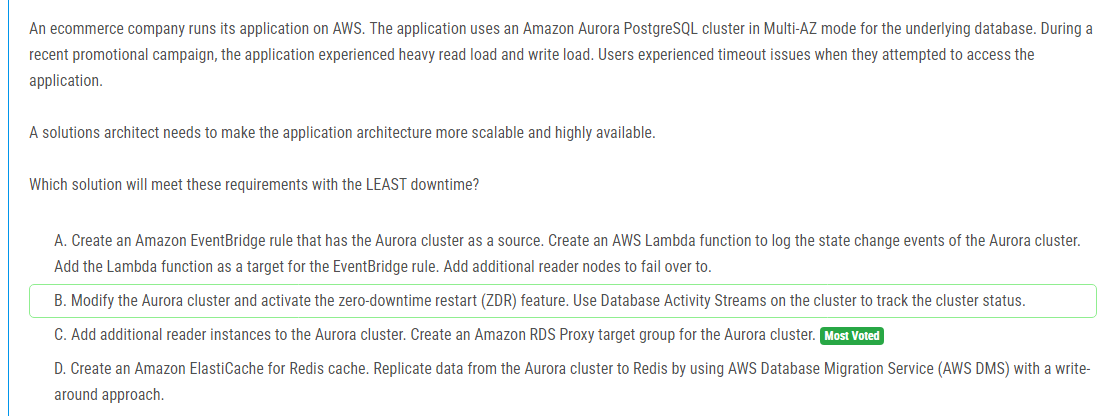 An ecommerce company runs its application on AWS. The application uses an Amazon Aurora PostgreSQL cluster in Multi-AZ mode for the underlying database. During a
recent promotional campaign, the application experienced heavy read load and write load. Users experienced timeout issues when they attempted to access the
application.
A solutions architect needs to make the application architecture more scalable and highly available.
Which solution will meet these requirements with the LEAST downtime?
A. Create an Amazon EventBridge rule that has the Aurora cluster as a source. Create an AWS Lambda function to log the state change events of the Aurora cluster.
Add the Lambda function as a target for the EventBridge rule. Add additional reader nodes to fail over to.
B. Modify the Aurora cluster and activate the zero-downtime restart (ZDR) feature. Use Database Activity Streams on the cluster to track the cluster status.
C. Add additional reader instances to the Aurora cluster. Create an Amazon RDS Proxy target group for the Aurora cluster. Most Voted
D. Create an Amazon ElastiCache for Redis cache. Replicate data from the Aurora cluster to Redis by using AWS Database Migration Service (AWS DMS) with a write-
around approach.